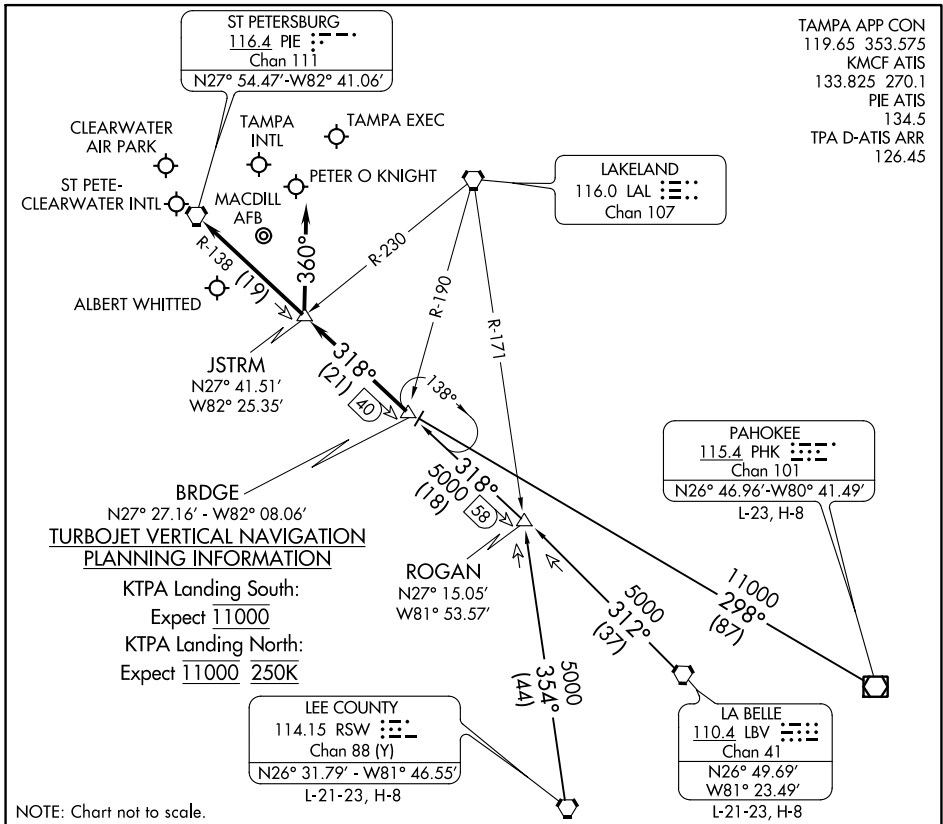 ST PETERSBURG
116.4 PIE
Chan 111
N27° 54.47'-W82° 41.06'
TAMPA APP CON
119.65 353.575
KMCF ATIS
133.825 270.1
PIE ATIS
134.5
TPA D-ATIS ARR
126.45
CLEARWATER
AIR PARK
TAMPA
INTL
TAMPA EXEC
ST PETE-
CLEARWATER INTL
MACDILL
AFB
PETER O KNIGHT
LAKELAND
116.0 LAL
Chan 107
ALBERT WHITTED
R-138
(19)
360°
R-230
R-190
R-171
JSTRM
N27° 41.51'
W82° 25.35'
318°
(21)
40
138°
BRDGE
N27° 27.16' - W82° 08.06'
318°
5000
(18)
58
ROGAN
N27° 15.05'
W81° 53.57'
PAHOKEE
115.4 PHK
Chan 101
N26° 46.96'-W80° 41.49'
L-23, H-8
11000
298°
(87)
5000
312°
(37)
5000
354°
(44)
TURBOJET VERTICAL NAVIGATION
PLANNING INFORMATION
KTPA Landing South:
Expect 11000
KTPA Landing North:
Expect 11000 250K
LEE COUNTY
114.15 RSW
Chan 88 (Y)
N26° 31.79' - W81° 46.55'
L-21-23, H-8
LA BELLE
110.4 LBV
Chan 41
N26° 49.69'
W81° 23.49'
L-21-23, H-8
NOTE: Chart not to scale.